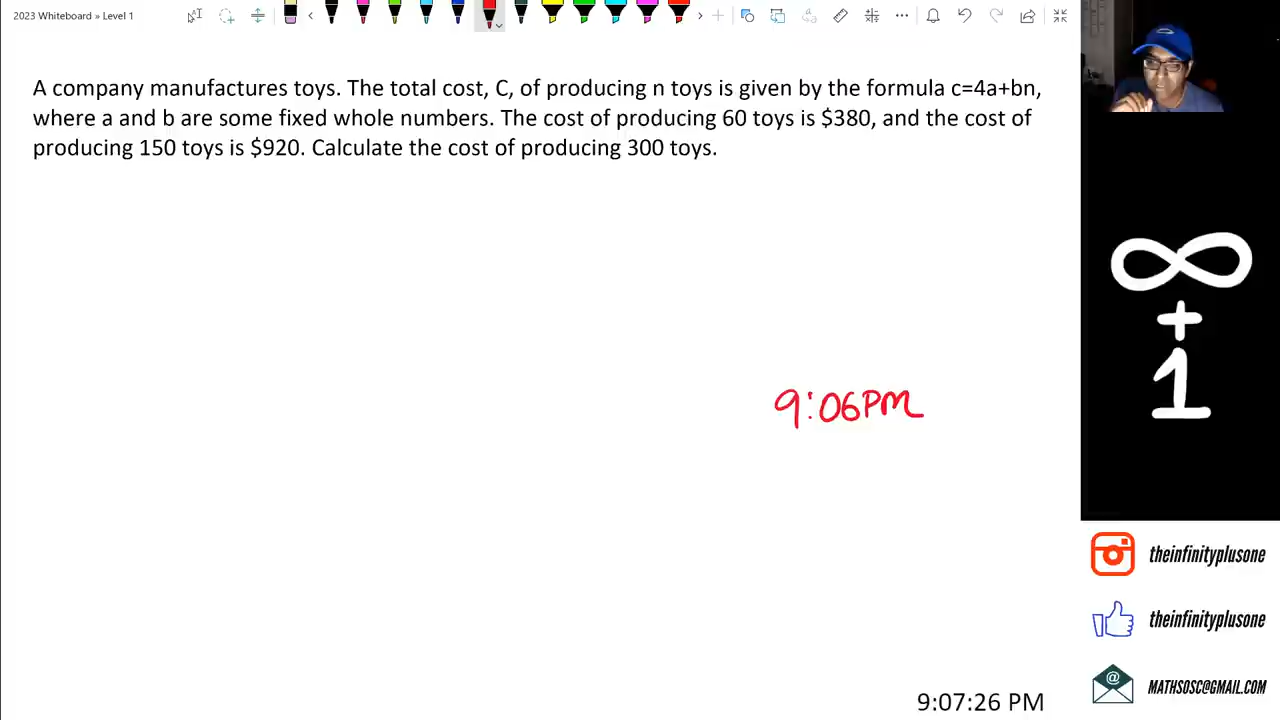 2023 Whiteboard » Level 1
A company manufactures toys. The total cost, C, of producing n toys is given by the formula c=4a+bn,
where a and b are some fixed whole numbers. The cost of producing 60 toys is $380, and the cost of
producing 150 toys is $920. Calculate the cost of producing 300 toys.
9:06PM
∞
+
1
theinfinityplusone
theinfinityplusone
@
MATHSOSC@GMAIL.COM
9:07:26 PM